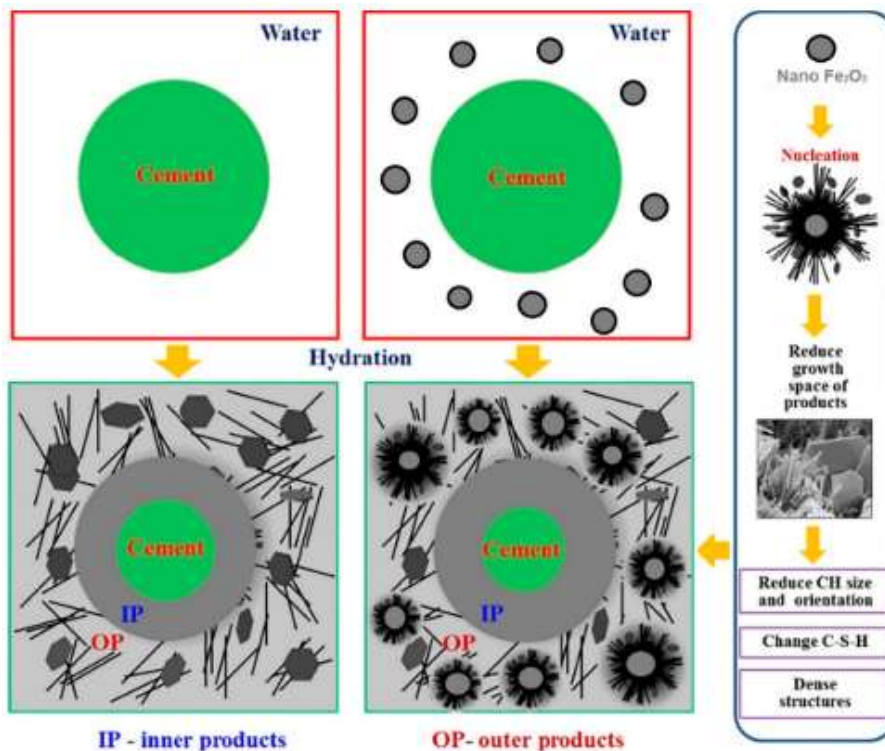 Water
Cement
Water
Cement
Hydration
Cement
IP
OP
Cement
IP
OP
IP - inner products
OP- outer products
Nano Fe₂O₃
Nucleation
Reduce
growth
space of
products
Reduce CH size
and orientation
Change C-S-H
Dense
structures